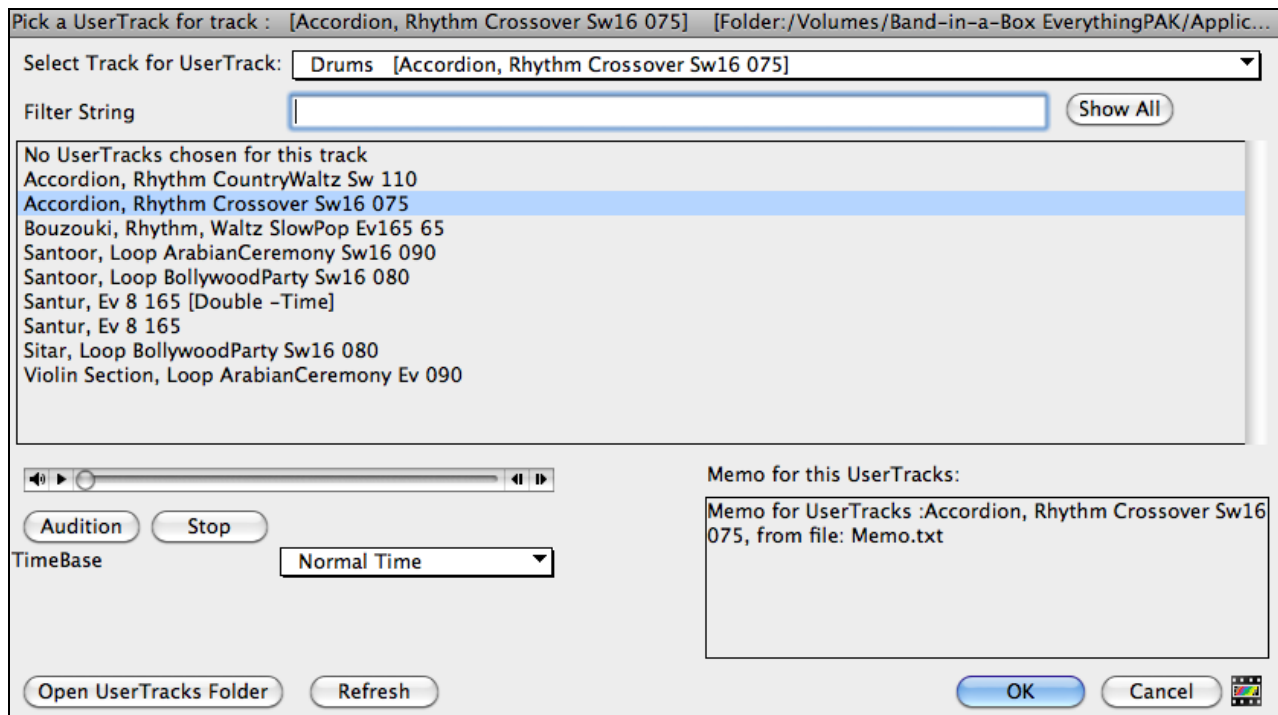 Pick a UserTrack for track :   [Accordion, Rhythm Crossover Sw16 075]   [Folder:/Volumes/Band-in-a-Box EverythingPAK/Applic...
Select Track for UserTrack:   Drums   [Accordion, Rhythm Crossover Sw16 075]
Filter String   Show All
No UserTracks chosen for this track
Accordion, Rhythm CountryWaltz Sw 110
Accordion, Rhythm Crossover Sw16 075
Bouzouki, Rhythm, Waltz SlowPop Ev165 65
Santoor, Loop ArabianCeremony Sw16 090
Santoor, Loop BollywoodParty Sw16 080
Santur, Ev 8 165 [Double -Time]
Santur, Ev 8 165
Sitar, Loop BollywoodParty Sw16 080
Violin Section, Loop ArabianCeremony Ev 090
Audition   Stop
TimeBase   Normal Time
Memo for this UserTracks:
Memo for UserTracks :Accordion, Rhythm Crossover Sw16
075, from file: Memo.txt
Open UserTracks Folder   Refresh   OK   Cancel